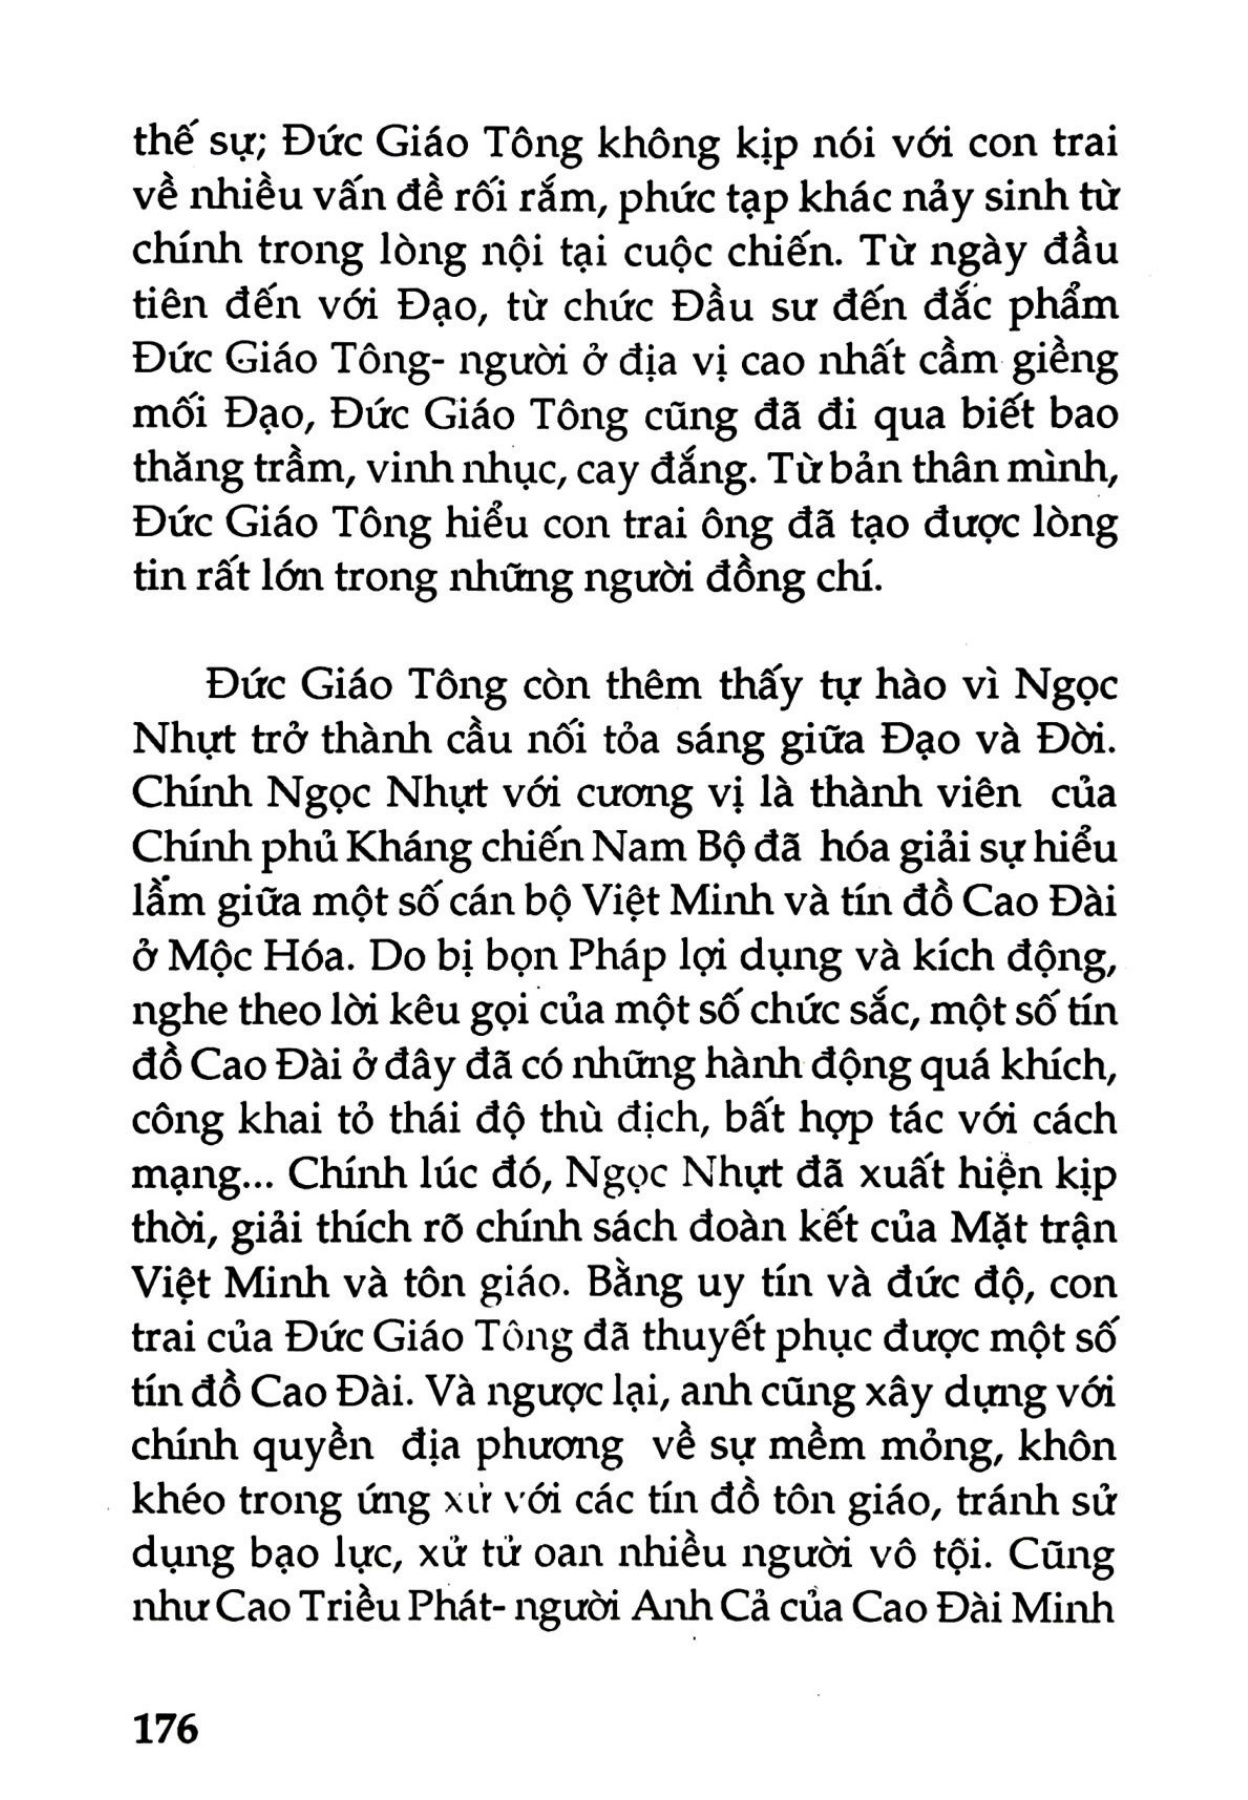 thế sự; Đức Giáo Tông không kịp nói với con trai
về nhiều vấn đề rối rắm, phức tạp khác nảy sinh từ
chính trong lòng nội tại cuộc chiến. Từ ngày đầu
tiên đến với Đạo, từ chức Đầu sư đến đắc phẩm
Đức Giáo Tông- người ở địa vị cao nhất cầm giềng
mối Đạo, Đức Giáo Tông cũng đã đi qua biết bao
thăng trầm, vinh nhục, cay đắng. Từ bản thân mình,
Đức Giáo Tông hiểu con trai ông đã tạo được lòng
tin rất lớn trong những người đồng chí.
Đức Giáo Tông còn thêm thấy tự hào vì Ngọc
Nhựt trở thành cầu nối tỏa sáng giữa Đạo và Đời.
Chính Ngọc Nhựt với cương vị là thành viên của
Chính phủ Kháng chiến Nam Bộ đã hóa giải sự hiểu
lầm giữa một số cán bộ Việt Minh và tín đồ Cao Đài
ở Mộc Hóa. Do bị bọn Pháp lợi dụng và kích động,
nghe theo lời kêu gọi của một số chức sắc, một số tín
đồ Cao Đài ở đây đã có những hành động quá khích,
công khai tỏ thái độ thù địch, bất hợp tác với cách
mạng... Chính lúc đó, Ngọc Nhựt đã xuất hiện kịp
thời, giải thích rõ chính sách đoàn kết của Mặt trận
Việt Minh và tôn giáo. Bằng uy tín và đức độ, con
trai của Đức Giáo Tông đã thuyết phục được một số
tín đồ Cao Đài. Và ngược lại, anh cũng xây dựng với
chính quyền địa phương về sự mềm mỏng, khôn
khéo trong ứng xử với các tín đồ tôn giáo, tránh sử
dụng bạo lực, xử tử oan nhiều người vô tội. Cũng
như Cao Triều Phát- người Anh Cả của Cao Đài Minh
176